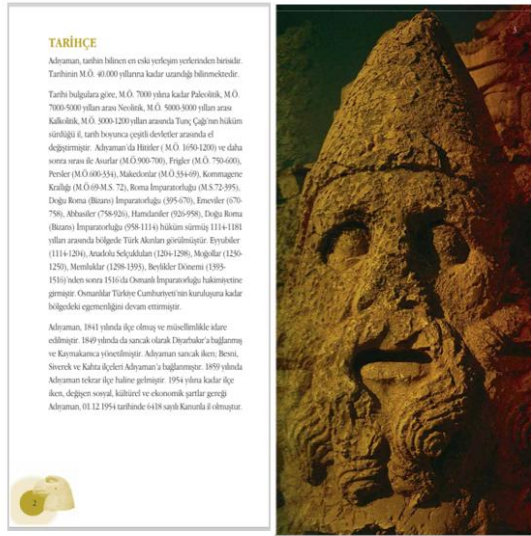 TARİHÇE
Adıyaman, tarihin bilinen en eski yerleşim yerlerinden birisidir.
Tarihinin M.Ö. 40.000 yıllarına kadar uzandığı bilinmektedir.
Tarihi bulgulara göre, M.Ö. 7000 yılına kadar Paleolitik, M.Ö.
7000-5000 yılları arası Neolitik, M.Ö. 5000-3000 yılları arası
Kalkolitik, M.Ö. 3000-1200 yılları arasında Tunç Çağı'nın hüküm
sürdüğü il, tarih boyunca çeşitli devletler arasında el
değiştirmiştir. Adıyaman'da Hititler ( M.Ö. 1650-1200) ve daha
sonra sırası ile Asurlar (M.Ö.900-700), Frigler (M.Ö. 750-600),
Persler (M.Ö.600-334), Makedonlar (M.Ö.334-69), Kommagene
Krallığı (M.Ö.69-M.S. 72), Roma İmparatorluğu (M.S.72-395),
Doğu Roma (Bizans) İmparatorluğu (395-670), Emeviler (670-
758), Abbasiler (758-926), Hamdaniler (926-958), Doğu Roma
(Bizans) İmparatorluğu (958-1114) hüküm sürmüş 1114-1181
yılları arasında bölgede Türk Akınları görülmüştür. Eyyubiler
(1114-1204), Anadolu Selçukluları (1204-1298), Moğollar (1230-
1250), Memluklar (1298-1393), Beylikler Dönemi (1393-
1516)'nden sonra 1516'da Osmanlı İmparatorluğu hakimiyetine
girmiştir. Osmanlılar Türkiye Cumhuriyeti'nin kuruluşuna kadar
bölgedeki egemenliğini devam ettirmiştir.
Adıyaman, 1841 yılında ilçe olmuş ve müsellimlikle idare
edilmiştir. 1849 yılında da sancak olarak Diyarbakır'a bağlanmış
ve Kaymakamca yönetilmiştir. Adıyaman sancak iken; Besni,
Siverek ve Kahta ilçeleri Adıyaman'a bağlanmıştır. 1859 yılında
Adıyaman tekrar ilçe haline gelmiştir. 1954 yılına kadar ilçe
iken, değişen sosyal, kültürel ve ekonomik şartlar gereği
Adıyaman, 01.12.1954 tarihinde 6418 sayılı Kanunla il olmuştur.
2
3